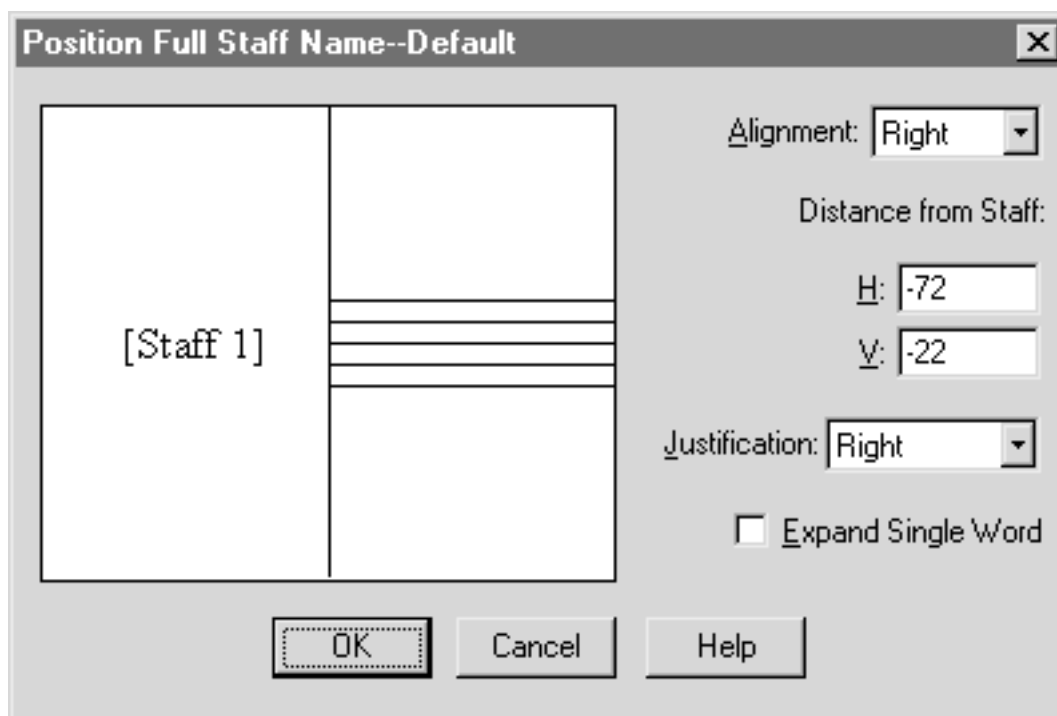 Position Full Staff Name--Default
Alignment: Right
Distance from Staff:
[Staff 1]
H: -72
V: -22
Justification: Right
Expand Single Word
OK Cancel Help